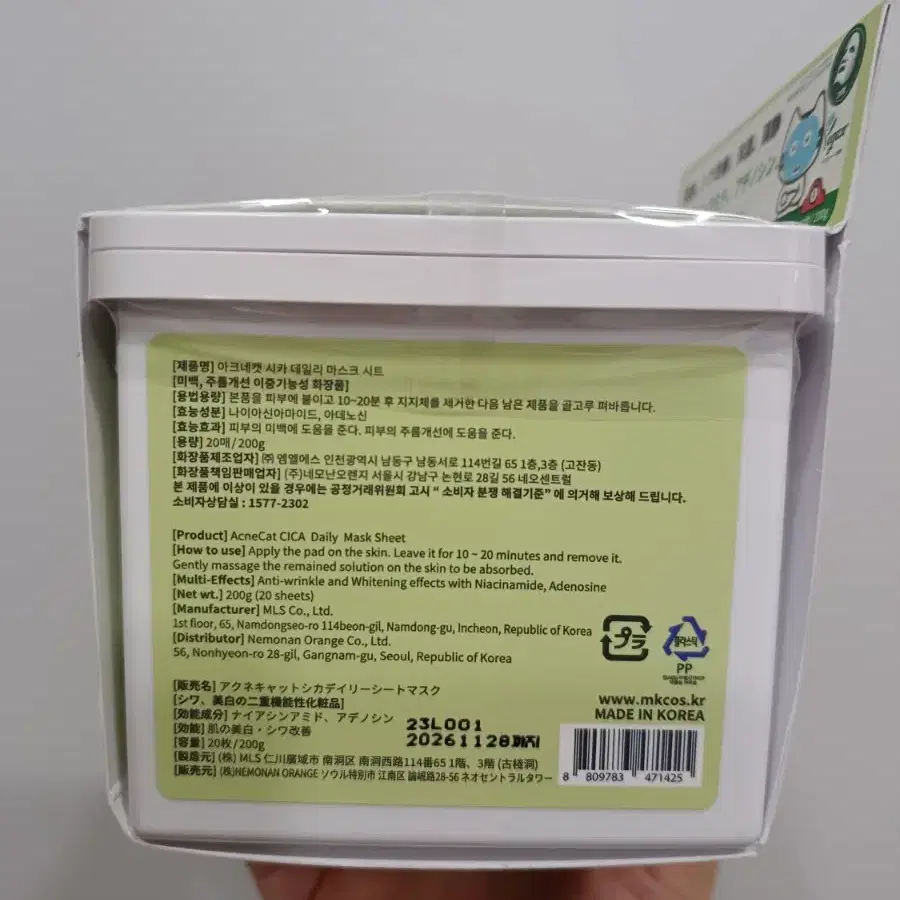 アデノシン
[제품명] 아크네캣 시카 데일리 마스크 시트
[미백, 주름개선 이중기능성 화장품]
[용법용량] 본품을 피부에 붙이고 10~20분 후 지지체를 제거한 다음 남은 제품을 골고루 펴바릅니다.
[효능성분] 나이아신아마이드, 아데노신
[효능효과] 피부의 미백에 도움을 준다. 피부의 주름개선에 도움을 준다.
[용량] 20매/200g
[화장품제조업자] ㈜ 엠엘에스 인천광역시 남동구 남동서로 114번길 65 1층,3층 (고잔동)
[화장품책임판매업자] (주)네모난오렌지 서울시 강남구 논현로 28길 56 네오센트럴
본 제품에 이상이 있을 경우에는 공정거래위원회 고시 “ 소비자 분쟁 해결기준” 에 의거해 보상해 드립니다.
소비자상담실 : 1577-2302
[Product] AcneCat CICA Daily Mask Sheet
[How to use] Apply the pad on the skin. Leave it for 10 ~ 20 minutes and remove it.
Gently massage the remained solution on the skin to be absorbed.
[Multi-Effects] Anti-wrinkle and Whitening effects with Niacinamide, Adenosine
[Net wt.] 200g (20 sheets)
[Manufacturer] MLS Co., Ltd.
1st floor, 65, Namdongseo-ro 114beon-gil, Namdong-gu, Incheon, Republic of Korea
[Distributor] Nemonan Orange Co., Ltd.
56, Nonhyeon-ro 28-gil, Gangnam-gu, Seoul, Republic of Korea
プラ
플라스틱
PP
[販売名] アクネキャットシカデイリーシートマスク
[シワ、美白の二重機能性化粧品]
[効能成分] ナイアシンアミド、アデノシン
[効能] 肌の美白・シワ改善
[容量] 20枚/200g
[製造元] (株) MLS 仁川廣域市 南洞区 南洞西路114番65 1階、3階 (古棧洞)
[販売元] (株)NEMONAN ORANGE ソウル特別市 江南区 論峴路28-56 ネオセントラルタワー
23L001
20261128까지
www.mkcos.kr
MADE IN KOREA
8 809783 471425